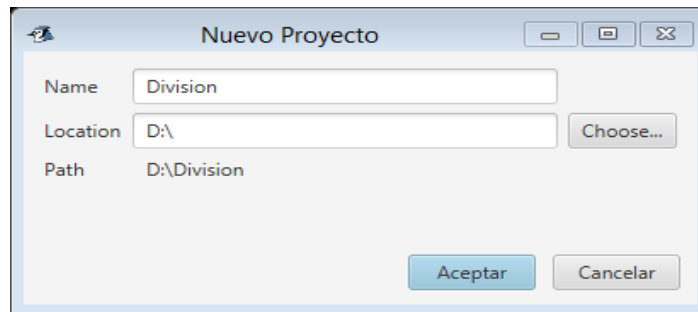 Nuevo Proyecto
Name Division
Location D:\ Choose...
Path D:\Division
Aceptar Cancelar